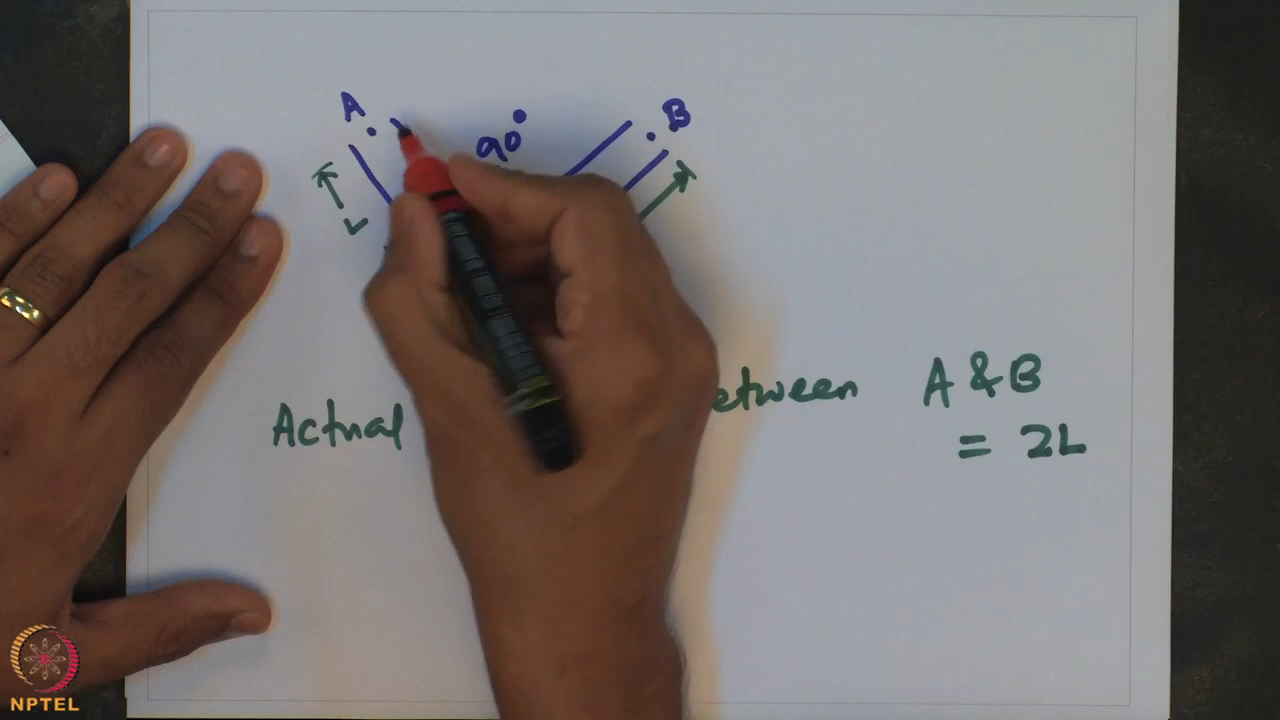 A
90°
B
L
Actual
etween A & B
= 2L
NPTEL